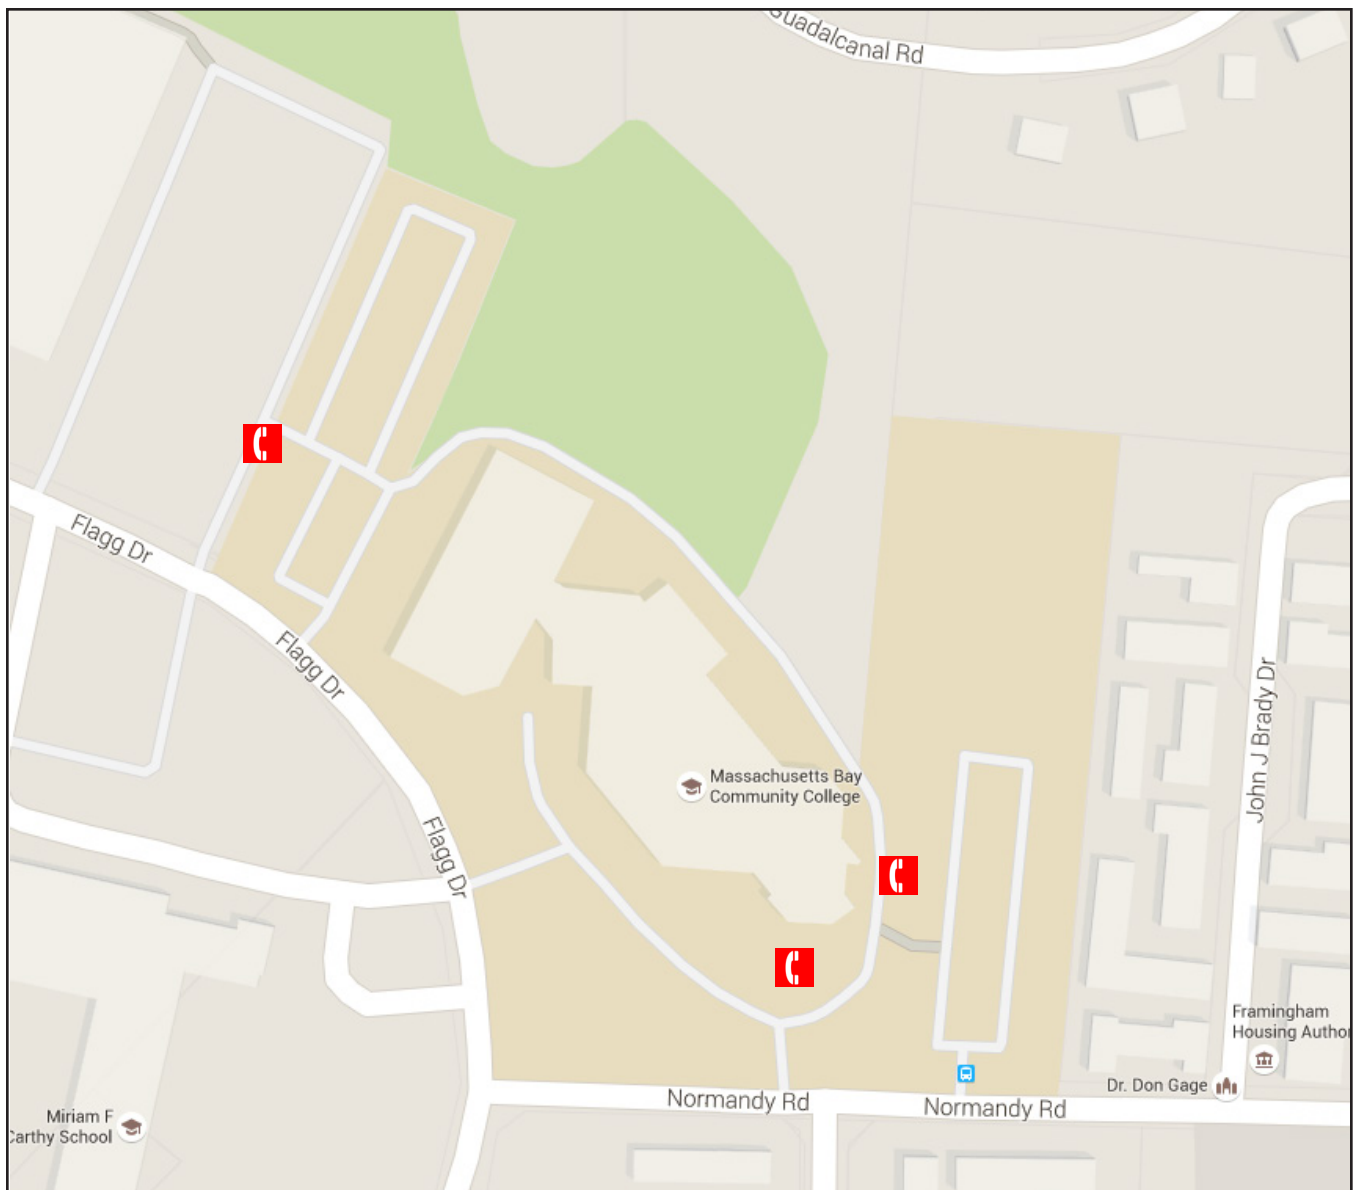 Guadalcanal Rd
Flagg Dr
Flagg Dr
John J Brady Dr
Massachusetts Bay
Community College
Flagg Dr
Framingham
Housing Author
Dr. Don Gage
Normandy Rd
Normandy Rd
Miriam F
Carthy School